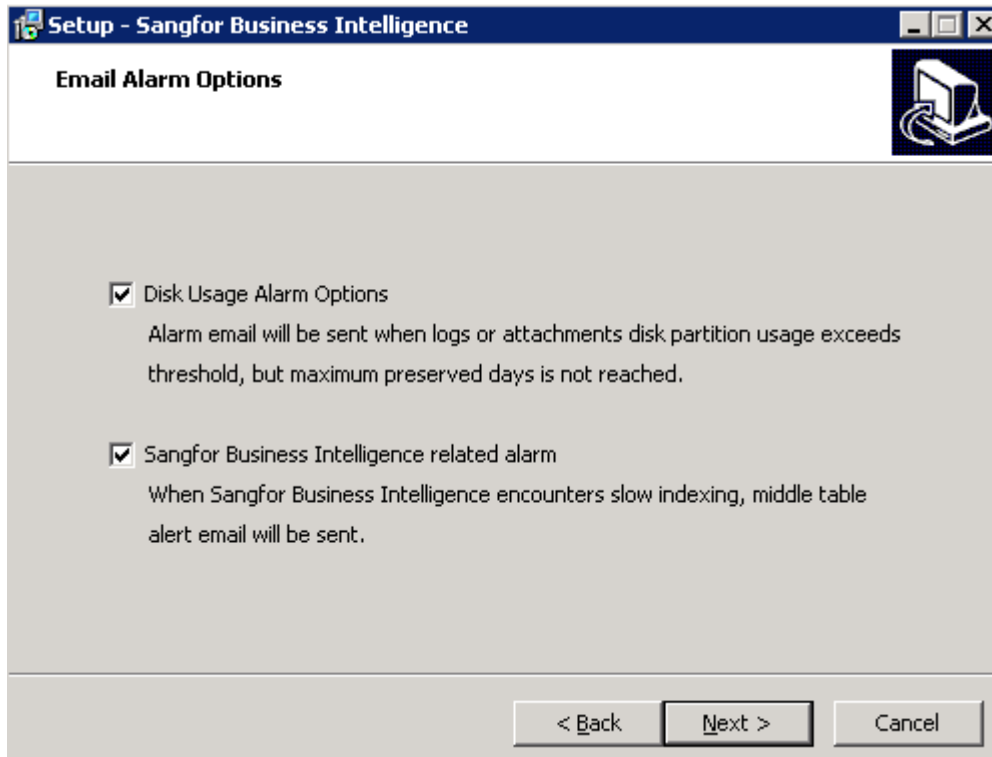 Setup - Sangfor Business Intelligence
Email Alarm Options
Disk Usage Alarm Options
Alarm email will be sent when logs or attachments disk partition usage exceeds
threshold, but maximum preserved days is not reached.
Sangfor Business Intelligence related alarm
When Sangfor Business Intelligence encounters slow indexing, middle table
alert email will be sent.
< Back
Next >
Cancel